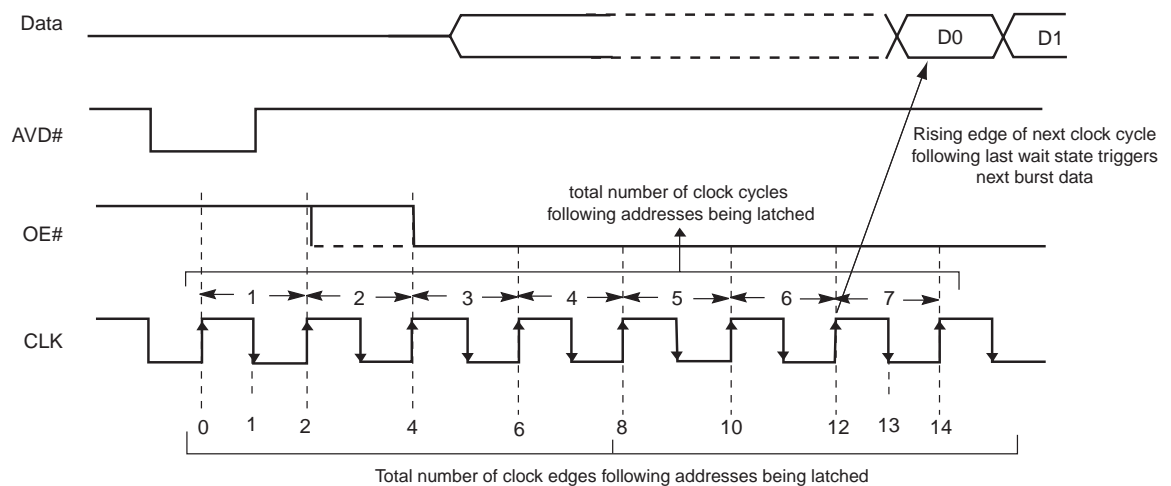 Data
D0
D1
AVD#
Rising edge of next clock cycle
following last wait state triggers
next burst data
total number of clock cycles
following addresses being latched
OE#
1 2 3 4 5 6 7
CLK
0 1 2 4 6 8 10 12 13 14
Total number of clock edges following addresses being latched